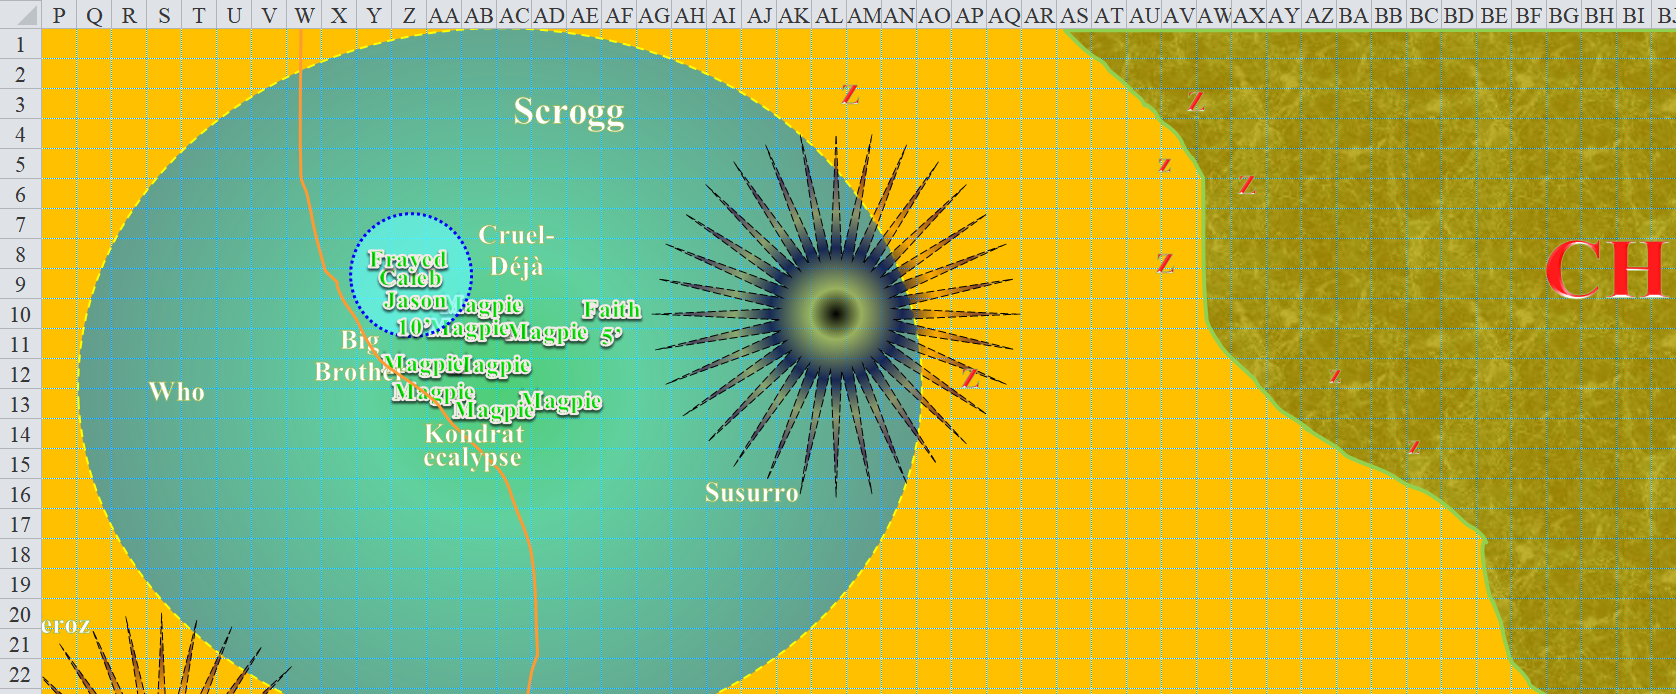 P Q R S T U V W X Y Z AA AB AC AD AE AF AG AH AI AJ AK AL AM AN AO AP AQ AR AS AT AU AV AW AX AY AZ BA BB BC BD BE BF BG BH BI
1
2
3
4
5
6
7
8
9
10
11
12
13
14
15
16
17
18
19
20
21
22
Scrogg
Z
Z
Z
Z
Z
Z
Z
Z
Cruel-
Déjà
CH
Frayed
Caieb
Jason
Magpie
Faith
10'
Magpie
Magpie
5'
Big
Brothe
Magpie
Magpie
Who
Magpie
Magpie
Magpie
Kondrat
ecalypse
Susurro
eroz